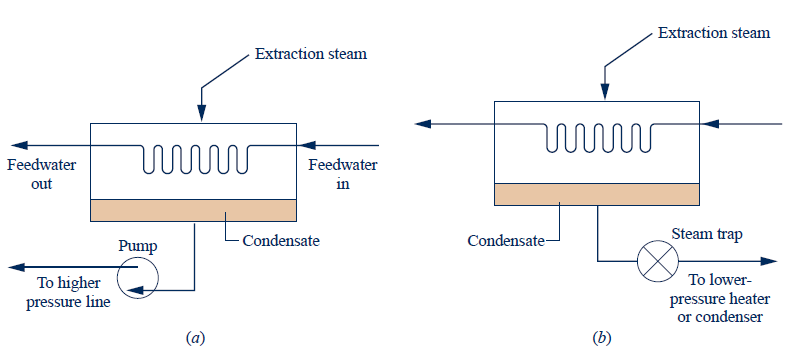 Extraction steam
Feedwater
out
Feedwater
in
Condensate
Pump
To higher
pressure line
(a)
Extraction steam
Condensate
Steam trap
To lower-
pressure heater
or condenser
(b)